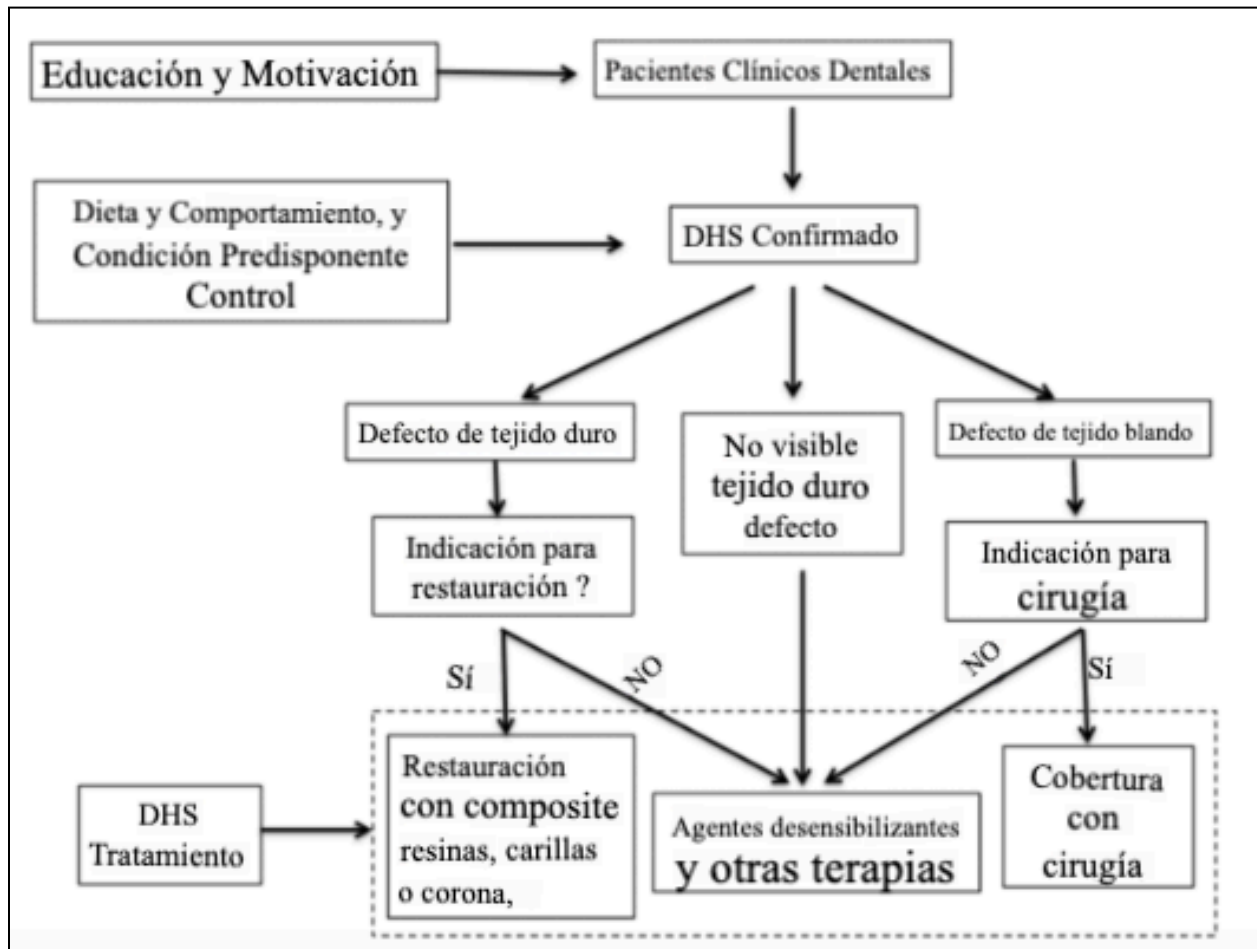 Educación y Motivación
Pacientes Clínicos Dentales
Dieta y Comportamiento, y
Condición Predisponente
Control
DHS Confirmado
Defecto de tejido duro
No visible
tejido duro
defecto
Defecto de tejido blando
Indicación para
restauración ?
Indicación para
cirugía
Sí
NO
NO
Sí
DHS
Tratamiento
Restauración
con composite
resinas, carillas
o corona,
Agentes desensibilizantes
y otras terapias
Cobertura
con
cirugía